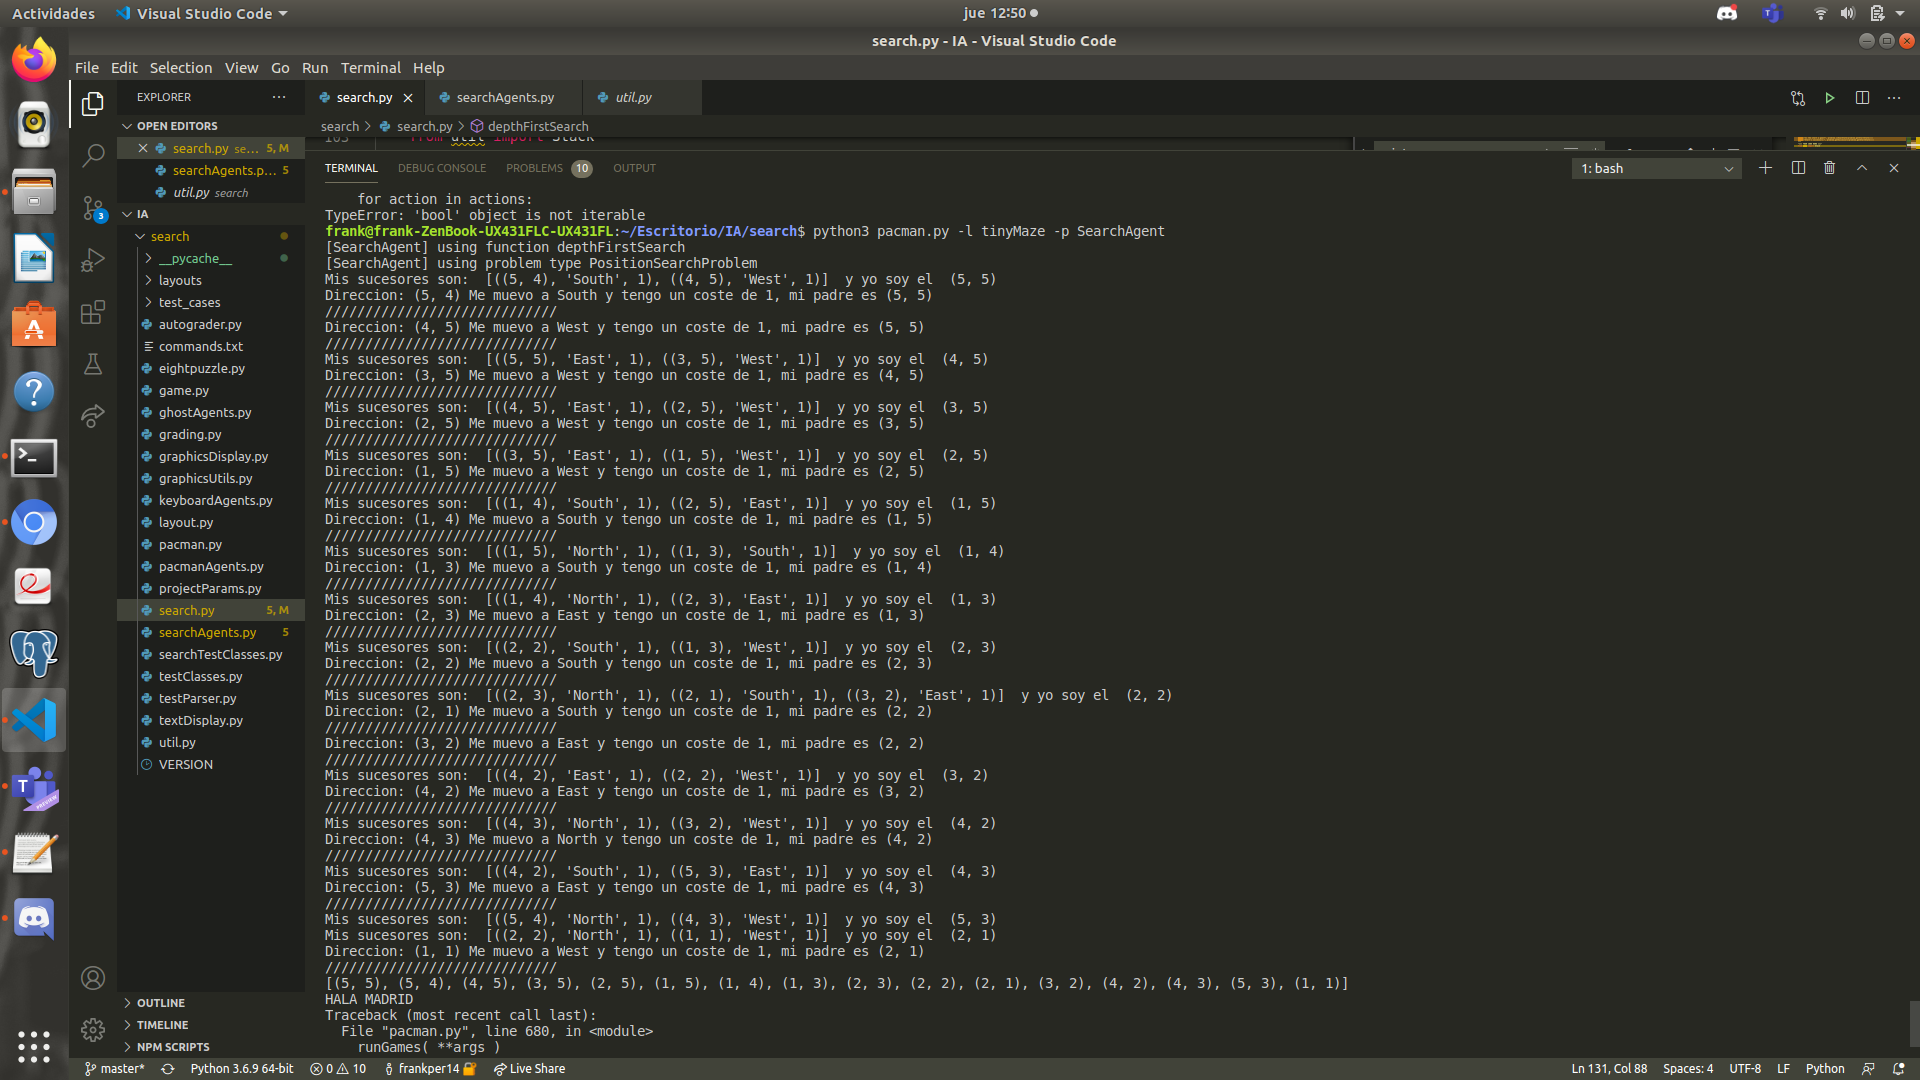 Actividades
Visual Studio Code
jue 12:50
search.py - IA - Visual Studio Code
File Edit Selection View Go Run Terminal Help
EXPLORER
search.py
searchAgents.py
util.py
search > search.py > depthFirstSearch
OPEN EDITORS
search.py se... 5, M
searchAgents.p... 5
util.py search
IA
search
__pycache__
layouts
test_cases
autograder.py
commands.txt
eightpuzzle.py
game.py
ghostAgents.py
grading.py
graphicsDisplay.py
graphicsUtils.py
keyboardAgents.py
layout.py
pacman.py
pacmanAgents.py
projectParams.py
search.py 5, M
searchAgents.py 5
searchTestClasses.py
testClasses.py
testParser.py
textDisplay.py
util.py
VERSION
OUTLINE
TIMELINE
NPM SCRIPTS
3
103 from util import Stack
TERMINAL DEBUG CONSOLE PROBLEMS 10 OUTPUT
1: bash
for action in actions:
TypeError: 'bool' object is not iterable
frank@frank-ZenBook-UX431FLC-UX431FL:~/Escritorio/IA/search$ python3 pacman.py -l tinyMaze -p SearchAgent
[SearchAgent] using function depthFirstSearch
[SearchAgent] using problem type PositionSearchProblem
Mis sucesores son:  [((5, 4), 'South', 1), ((4, 5), 'West', 1)]  y yo soy el  (5, 5)
Direccion: (5, 4) Me muevo a South y tengo un coste de 1, mi padre es (5, 5)
/////////////////////////////
Direccion: (4, 5) Me muevo a West y tengo un coste de 1, mi padre es (5, 5)
/////////////////////////////
Mis sucesores son:  [((5, 5), 'East', 1), ((3, 5), 'West', 1)]  y yo soy el  (4, 5)
Direccion: (3, 5) Me muevo a West y tengo un coste de 1, mi padre es (4, 5)
/////////////////////////////
Mis sucesores son:  [((4, 5), 'East', 1), ((2, 5), 'West', 1)]  y yo soy el  (3, 5)
Direccion: (2, 5) Me muevo a West y tengo un coste de 1, mi padre es (3, 5)
/////////////////////////////
Mis sucesores son:  [((3, 5), 'East', 1), ((1, 5), 'West', 1)]  y yo soy el  (2, 5)
Direccion: (1, 5) Me muevo a West y tengo un coste de 1, mi padre es (2, 5)
/////////////////////////////
Mis sucesores son:  [((1, 4), 'South', 1), ((2, 5), 'East', 1)]  y yo soy el  (1, 5)
Direccion: (1, 4) Me muevo a South y tengo un coste de 1, mi padre es (1, 5)
/////////////////////////////
Mis sucesores son:  [((1, 5), 'North', 1), ((1, 3), 'South', 1)]  y yo soy el  (1, 4)
Direccion: (1, 3) Me muevo a South y tengo un coste de 1, mi padre es (1, 4)
/////////////////////////////
Mis sucesores son:  [((1, 4), 'North', 1), ((2, 3), 'East', 1)]  y yo soy el  (1, 3)
Direccion: (2, 3) Me muevo a East y tengo un coste de 1, mi padre es (1, 3)
/////////////////////////////
Mis sucesores son:  [((2, 2), 'South', 1), ((1, 3), 'West', 1)]  y yo soy el  (2, 3)
Direccion: (2, 2) Me muevo a South y tengo un coste de 1, mi padre es (2, 3)
/////////////////////////////
Mis sucesores son:  [((2, 3), 'North', 1), ((2, 1), 'South', 1), ((3, 2), 'East', 1)]  y yo soy el  (2, 2)
Direccion: (2, 1) Me muevo a South y tengo un coste de 1, mi padre es (2, 2)
/////////////////////////////
Direccion: (3, 2) Me muevo a East y tengo un coste de 1, mi padre es (2, 2)
/////////////////////////////
Mis sucesores son:  [((4, 2), 'East', 1), ((2, 2), 'West', 1)]  y yo soy el  (3, 2)
Direccion: (4, 2) Me muevo a East y tengo un coste de 1, mi padre es (3, 2)
/////////////////////////////
Mis sucesores son:  [((4, 3), 'North', 1), ((3, 2), 'West', 1)]  y yo soy el  (4, 2)
Direccion: (4, 3) Me muevo a North y tengo un coste de 1, mi padre es (4, 2)
/////////////////////////////
Mis sucesores son:  [((4, 2), 'South', 1), ((5, 3), 'East', 1)]  y yo soy el  (4, 3)
Direccion: (5, 3) Me muevo a East y tengo un coste de 1, mi padre es (4, 3)
/////////////////////////////
Mis sucesores son:  [((5, 4), 'North', 1), ((4, 3), 'West', 1)]  y yo soy el  (5, 3)
Mis sucesores son:  [((2, 2), 'North', 1), ((1, 1), 'West', 1)]  y yo soy el  (2, 1)
Direccion: (1, 1) Me muevo a West y tengo un coste de 1, mi padre es (2, 1)
/////////////////////////////
[(5, 5), (5, 4), (4, 5), (3, 5), (2, 5), (1, 5), (1, 4), (1, 3), (2, 3), (2, 2), (2, 1), (3, 2), (4, 2), (4, 3), (5, 3), (1, 1)]
HALA MADRID
Traceback (most recent call last):
File "pacman.py", line 680, in <module>
runGames( **args )
master* Python 3.6.9 64-bit 0 10 frankper14 Live Share
Ln 131, Col 88 Spaces: 4 UTF-8 LF Python